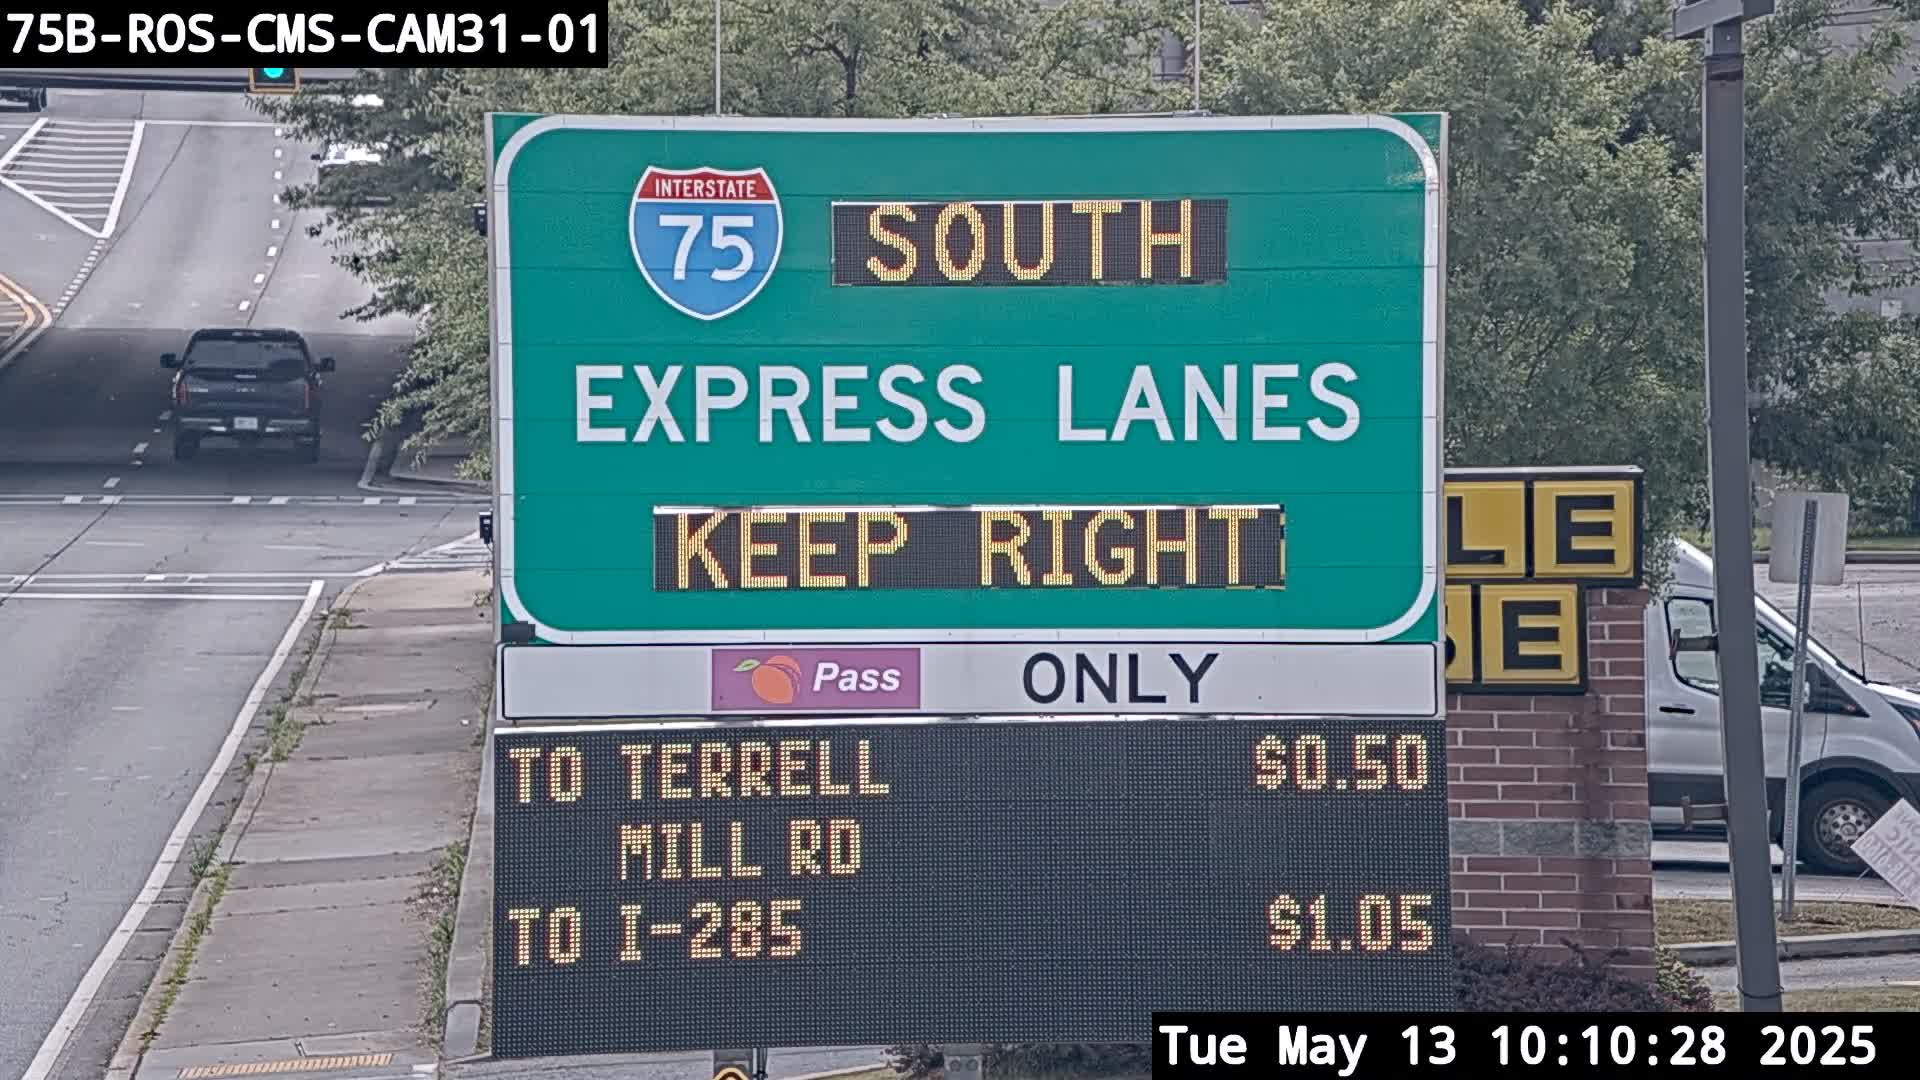 75B-ROS-CMS-CAM31-01
INTERSTATE
75
SOUTH
EXPRESS LANES
KEEP RIGHT
Pass ONLY
TO TERRELL $0.50
MILL RD
TO I-285 $1.05
LE
E
Tue May 13 10:10:28 2025